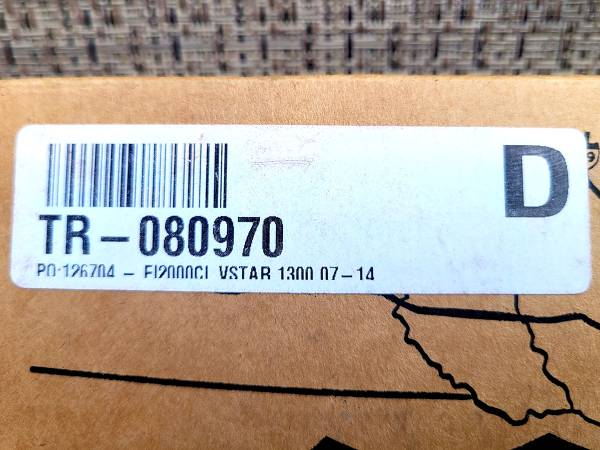 D
TR-080970
PO:126704 - FI2000CL VSTAR 1300 07-14